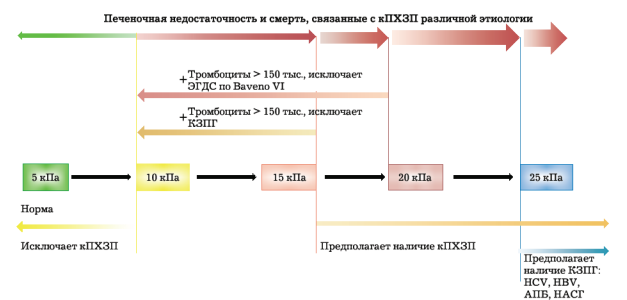 Печеночная недостаточность и смерть, связанные с кПХЗП различной этиологии
+Тромбоциты > 150 тыс., исключает
ЭГДС по Baveno VI
+Тромбоциты > 150 тыс., исключает
КЗПГ
5 кПа
10 кПа
15 кПа
20 кПа
25 кПа
Норма
Исключает кПХЗП
Предполагает наличие кПХЗП
Предполагает
наличие КЗПГ:
HCV, HBV,
АПБ, НАСГ